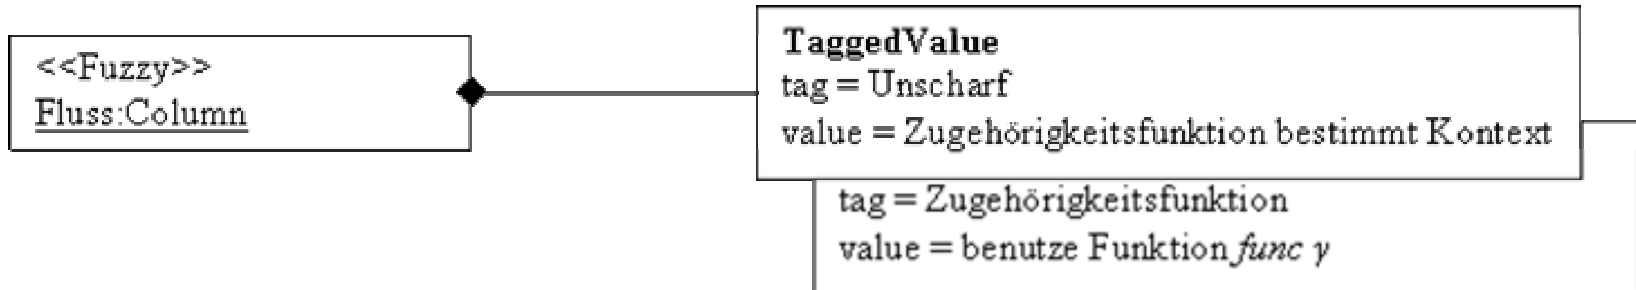 <<Fuzzy>>
Fluss:Column
TaggedValue
tag = Unscharf
value = Zugehörigkeitsfunktion bestimmt Kontext
tag = Zugehörigkeitsfunktion
value = benutze Funktion func γ